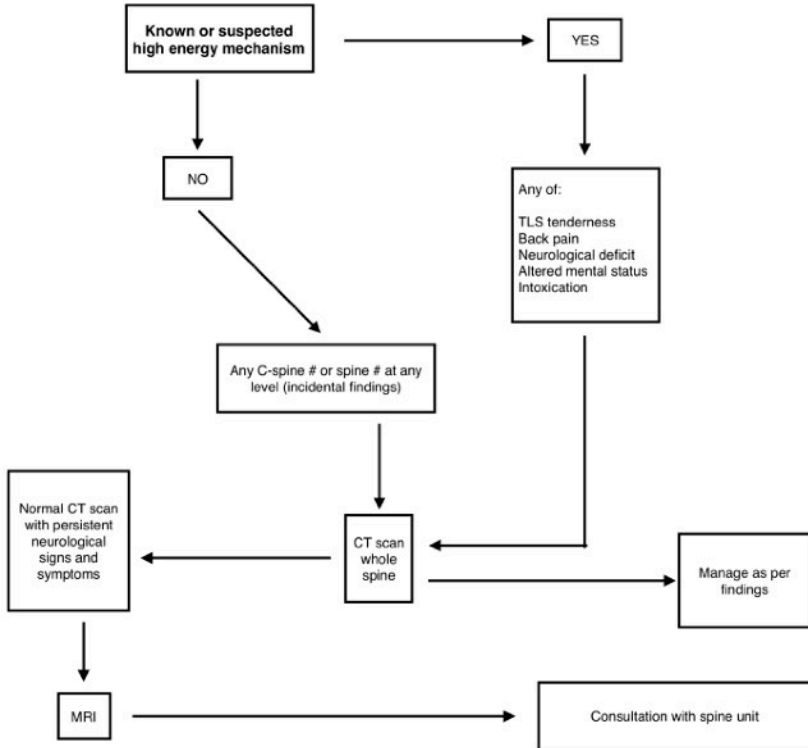 Known or suspected
high energy mechanism
YES
NO
Any of:
TLS tenderness
Back pain
Neurological deficit
Altered mental status
Intoxication
Any C-spine # or spine # at any
level (incidental findings)
Normal CT scan
with persistent
neurological
signs and
symptoms
CT scan
whole
spine
Manage as per
findings
MRI
Consultation with spine unit